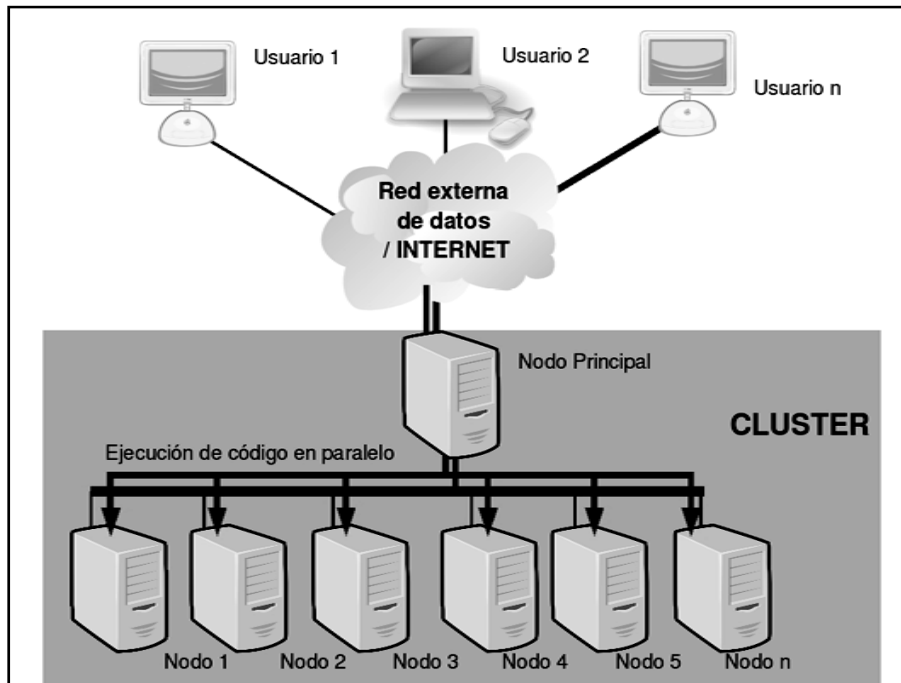 Usuario 1
Usuario 2
Usuario n
Red externa
de datos
/ INTERNET
Nodo Principal
CLUSTER
Ejecución de código en paralelo
Nodo 1
Nodo 2
Nodo 3
Nodo 4
Nodo 5
Nodo n